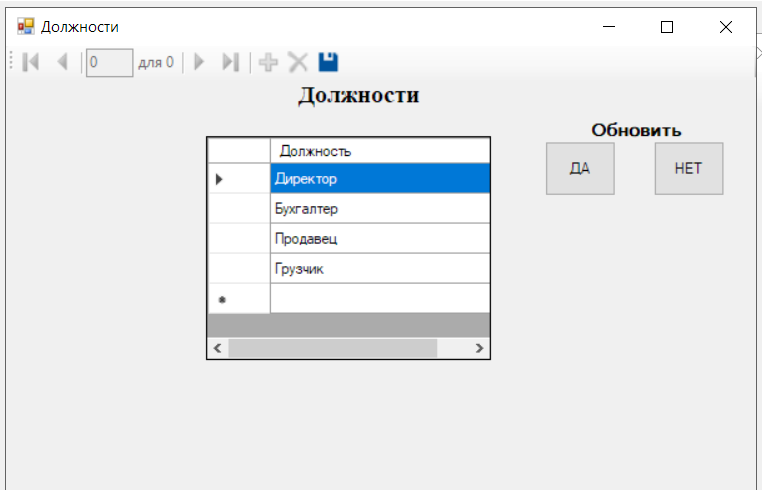 Должности
0 для 0
Должности
Обновить
ДА НЕТ
Должность
Директор
Бухгалтер
Продавец
Грузчик